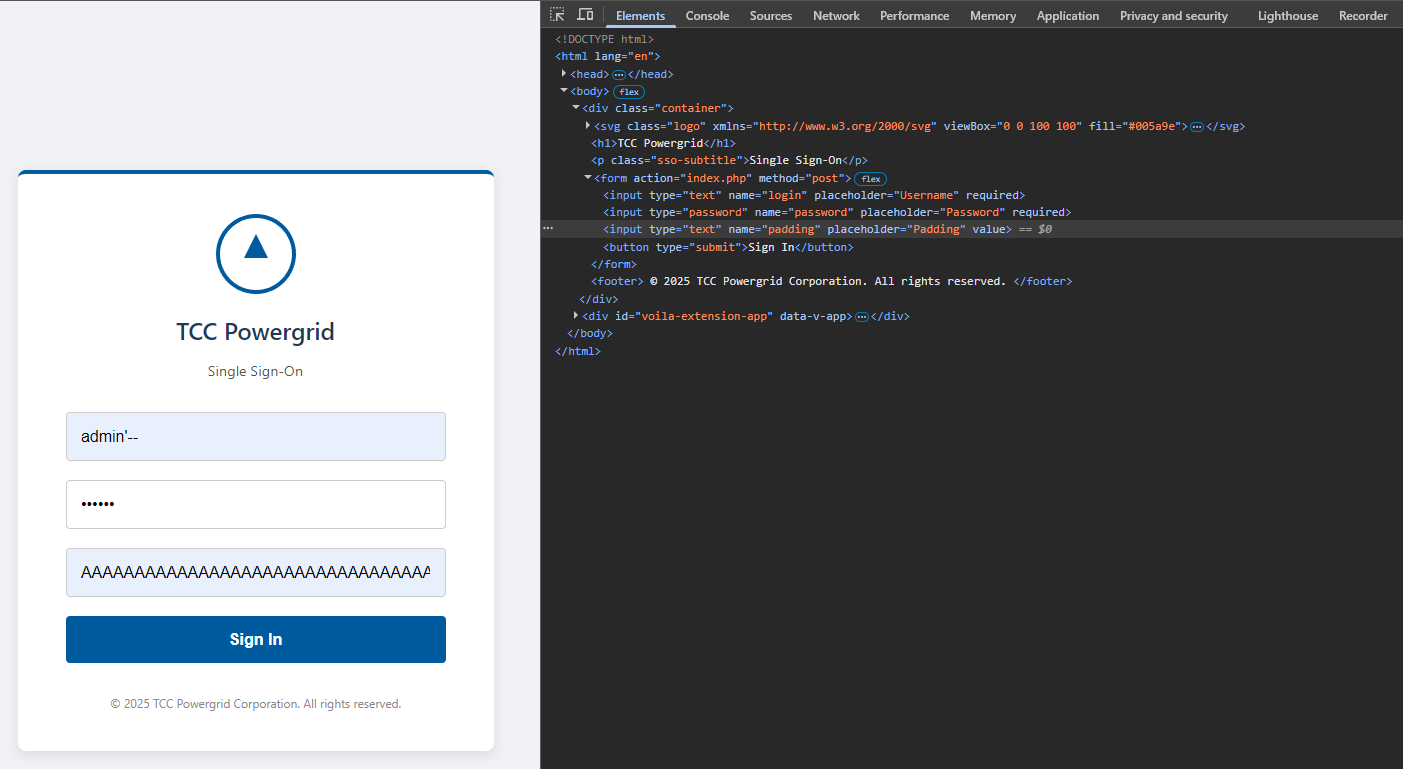 Elements Console Sources Network Performance Memory Application Privacy and security Lighthouse Recorder
TCC Powergrid
Single Sign-On
admin'--
••••••
AAAAAAAAAAAAAAAAAAAAAAAAAAAAAAAAA
Sign In
© 2025 TCC Powergrid Corporation. All rights reserved.
<!DOCTYPE html>
<html lang="en">
<head>…</head>
<body> flex
<div class="container">
<svg class="logo" xmlns="http://www.w3.org/2000/svg" viewBox="0 0 100 100" fill="#005a9e">…</svg>
<h1>TCC Powergrid</h1>
<p class="sso-subtitle">Single Sign-On</p>
<form action="index.php" method="post"> flex
<input type="text" name="login" placeholder="Username" required>
<input type="password" name="password" placeholder="Password" required>
<input type="text" name="padding" placeholder="Padding" value> == $0
<button type="submit">Sign In</button>
</form>
<footer> © 2025 TCC Powergrid Corporation. All rights reserved. </footer>
</div>
<div id="voila-extension-app" data-v-app>…</div>
</body>
</html>